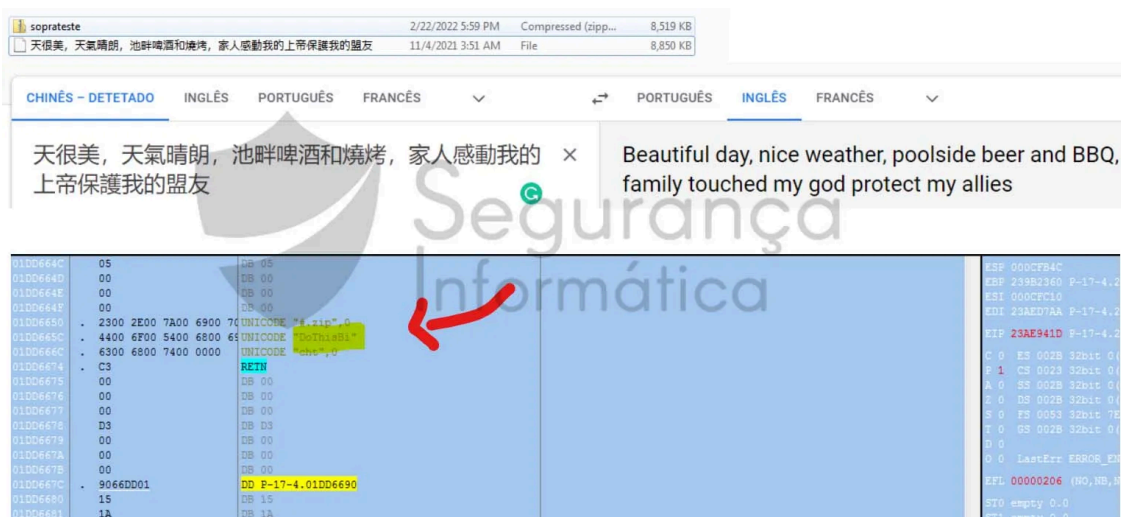 soprateste 2/22/2022 5:59 PM Compressed (zipp... 8,519 KB
天很美，天氣晴朗，池畔啤酒和燒烤，家人感動我的上帝保護我的盟友 11/4/2021 3:51 AM File 8,850 KB
CHINÊS – DETETADO INGLÊS PORTUGUÊS FRANCÊS PORTUGUÊS INGLÊS FRANCÊS
天很美，天氣晴朗，池畔啤酒和燒烤，家人感動我的
上帝保護我的盟友
×
Beautiful day, nice weather, poolside beer and BBQ,
family touched my god protect my allies
Segurança
Informática
01DD664C 05 DB 05
01DD664D 00 DB 00
01DD664E 00 DB 00
01DD664F 00 DB 00
01DD6650 . 2300 2E00 7A00 6900 70 UNICODE "#.zip",0
01DD665C . 4400 6F00 5400 6800 69 UNICODE "DoThisBi"
01DD666C . 6300 6800 7400 0000 UNICODE "cht",0
01DD6674 . C3 RETN
01DD6675 00 DB 00
01DD6676 00 DB 00
01DD6677 00 DB 00
01DD6678 D3 DB D3
01DD6679 00 DB 00
01DD667A 00 DB 00
01DD667B 00 DB 00
01DD667C . 9066DD01 DD P-17-4.01DD6690
01DD6680 15 DB 15
01DD6681 1A DB 1A
ESP 000CFB4C
EBP 239B2360 P-17-4.2
ESI 000CFC10
EDI 23AED7AA P-17-4.2
EIP 23AE941D P-17-4.2
C 0 ES 002B 32bit 0(
P 1 CS 0023 32bit 0(
A 0 SS 002B 32bit 0(
Z 0 DS 002B 32bit 0(
S 0 FS 0053 32bit 7E
T 0 GS 002B 32bit 0(
D 0
O 0 LastErr ERROR_EN
EFL 00000206 (NO,NB,N
ST0 empty 0.0